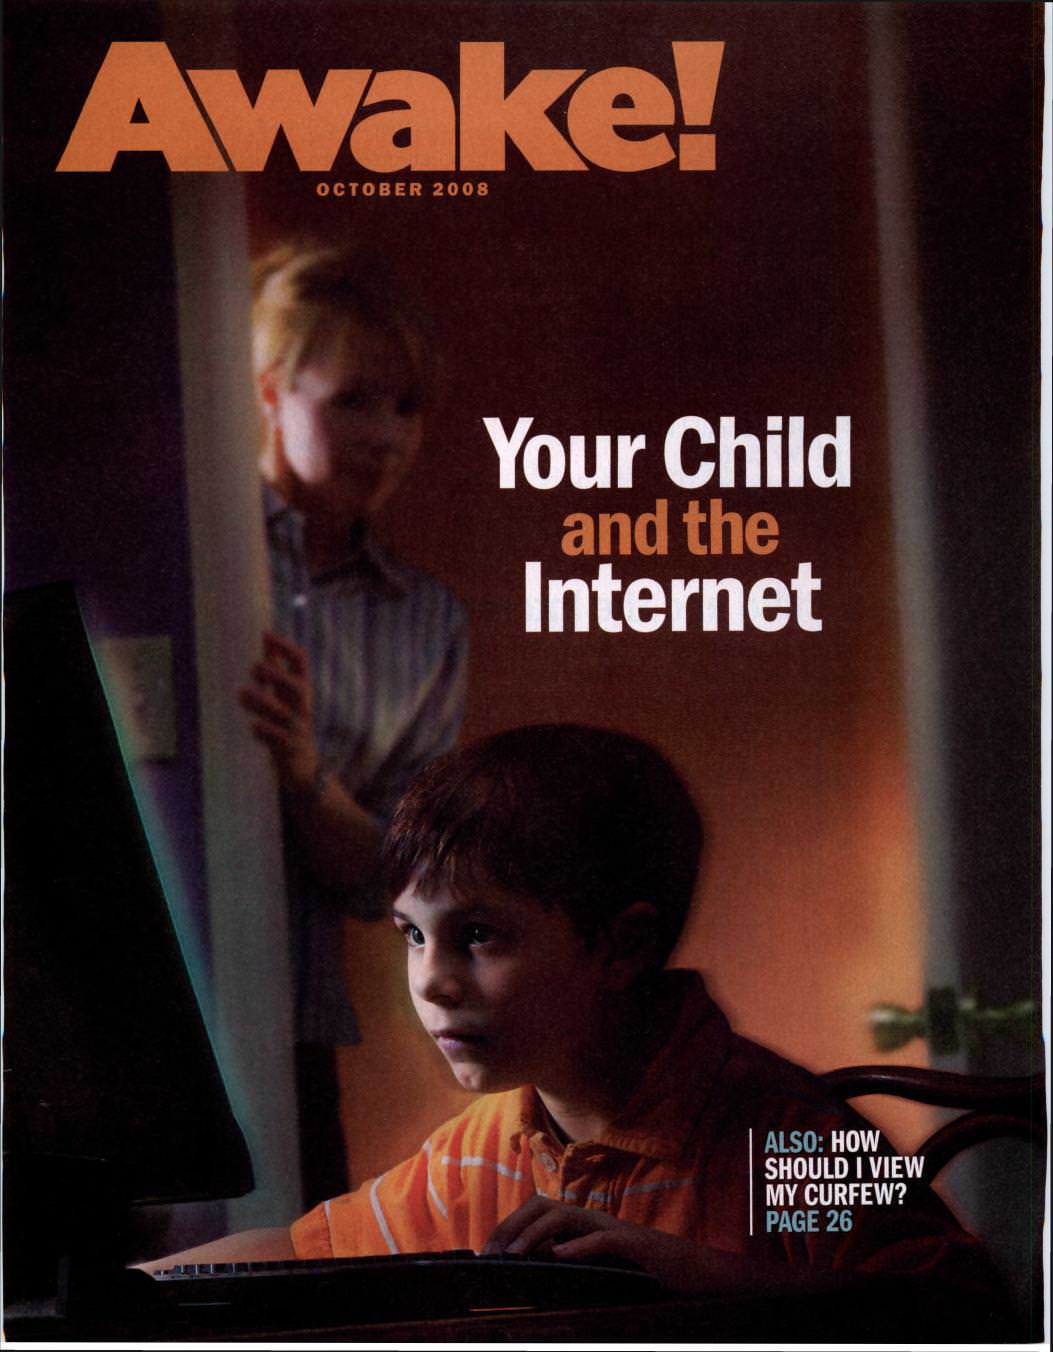 Awake!
OCTOBER 2008
Your Child
and the
Internet
ALSO: HOW
SHOULD I VIEW
MY CURFEW?
PAGE 26